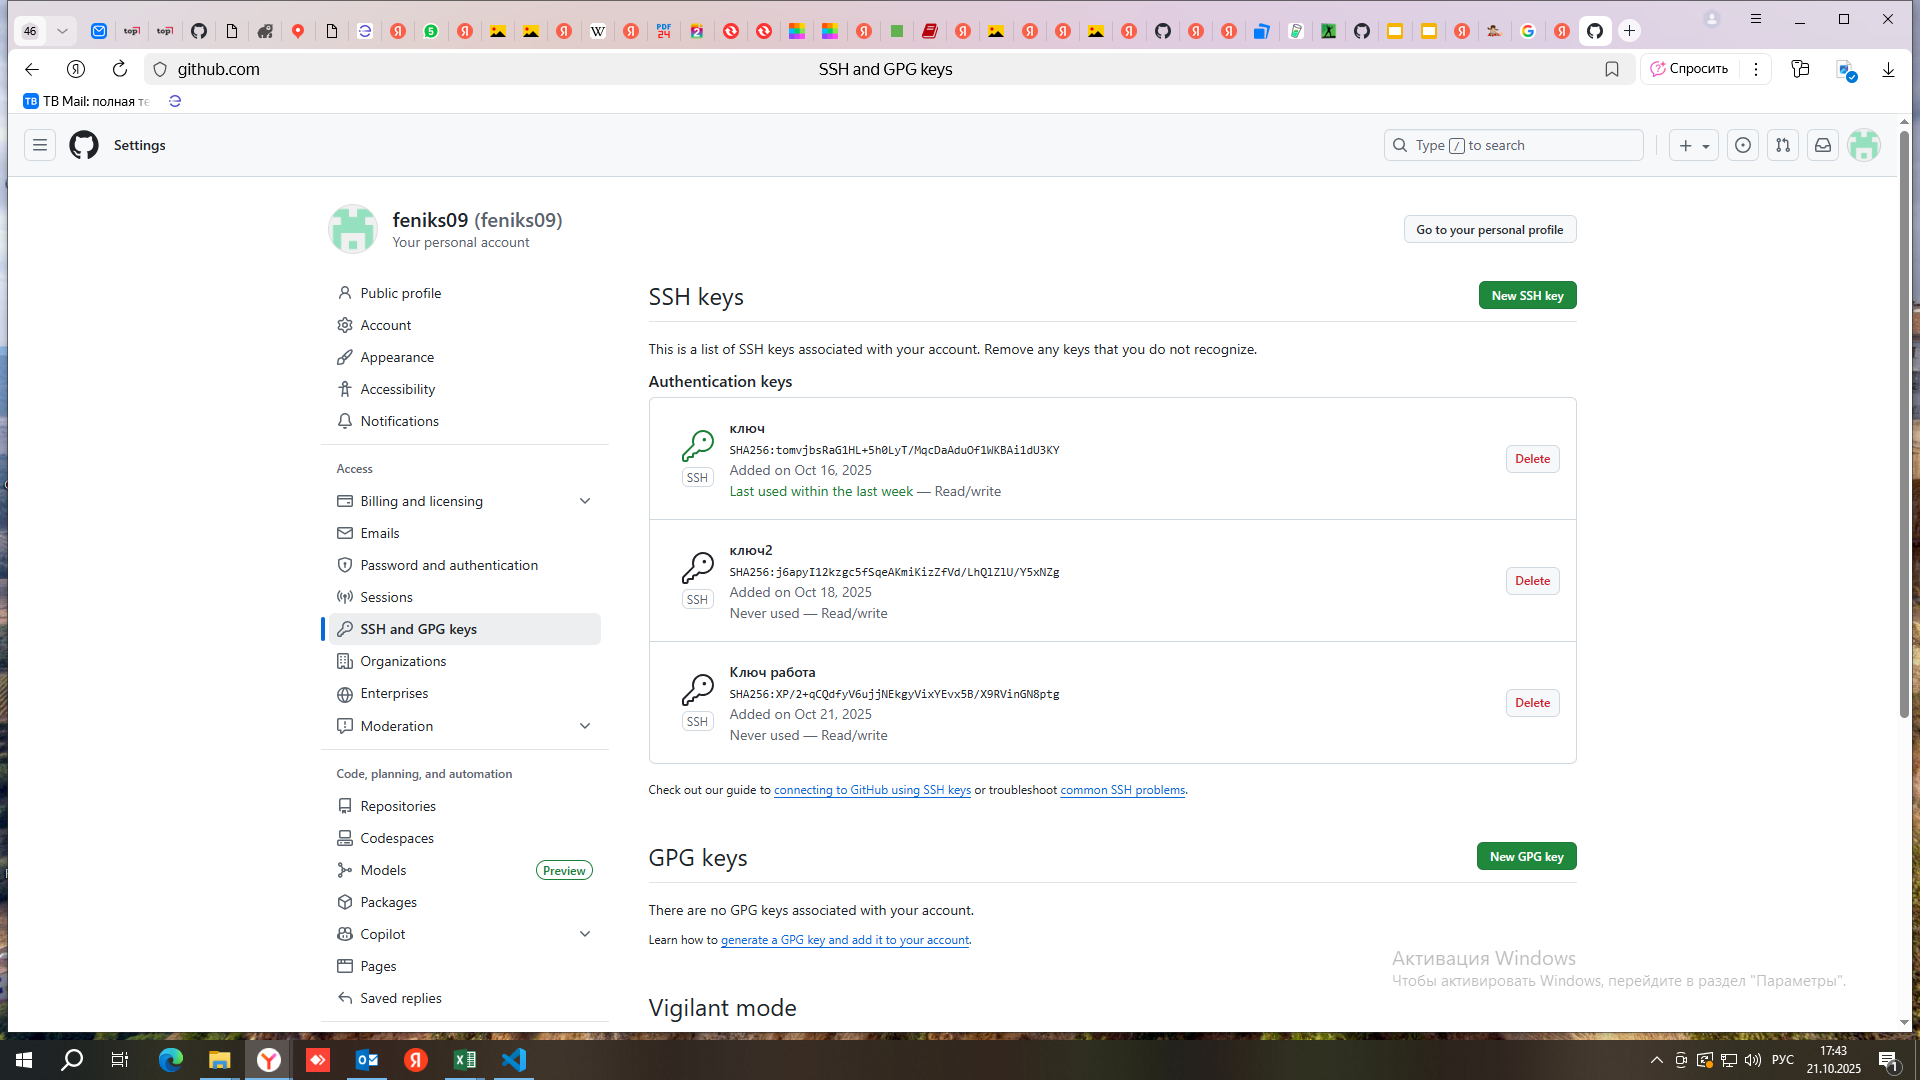 46
github.com
SSH and GPG keys
Спросить
ТВ Mail: полная те
Settings
Type / to search
feniks09 (feniks09)
Your personal account
Go to your personal profile
Public profile
Account
Appearance
Accessibility
Notifications
Access
Billing and licensing
Emails
Password and authentication
Sessions
SSH and GPG keys
Organizations
Enterprises
Moderation
Code, planning, and automation
Repositories
Codespaces
Models
Preview
Packages
Copilot
Pages
Saved replies
SSH keys
New SSH key
This is a list of SSH keys associated with your account. Remove any keys that you do not recognize.
Authentication keys
ключ
SHA256:tomvjbsRaG1HL+5h0LyT/MqcDaAduOf1WKBAi1dU3KY
Added on Oct 16, 2025
Last used within the last week — Read/write
SSH
Delete
ключ2
SHA256:j6apyI12kzgc5fSqeAKmiKizZfVd/LhQlZlU/Y5xNZg
Added on Oct 18, 2025
Never used — Read/write
SSH
Delete
Ключ работа
SHA256:XP/2+qCQdfyV6ujjNEkgyVixYEvx5B/X9RVinGN8ptg
Added on Oct 21, 2025
Never used — Read/write
SSH
Delete
Check out our guide to connecting to GitHub using SSH keys or troubleshoot common SSH problems.
GPG keys
New GPG key
There are no GPG keys associated with your account.
Learn how to generate a GPG key and add it to your account.
Vigilant mode
Активация Windows
Чтобы активировать Windows, перейдите в раздел "Параметры".
РУС
17:43
21.10.2025
1